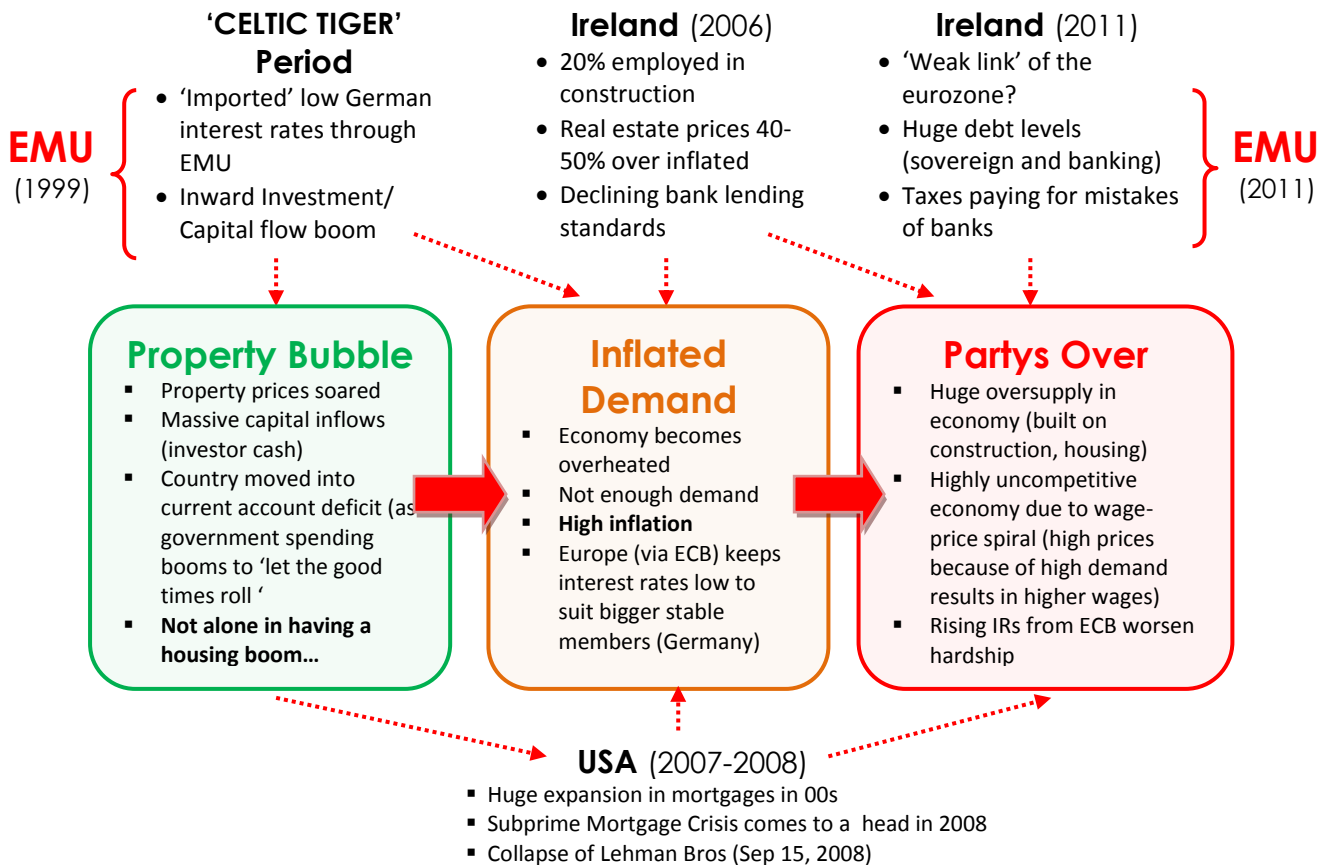 ‘CELTIC TIGER’
Period
• ‘Imported’ low German
interest rates through
EMU
• Inward Investment/
Capital flow boom
EMU
(1999)
Ireland (2006)
• 20% employed in
construction
• Real estate prices 40-
50% over inflated
• Declining bank lending
standards
Ireland (2011)
• ‘Weak link’ of the
eurozone?
• Huge debt levels
(sovereign and banking)
• Taxes paying for mistakes
of banks
EMU
(2011)
Property Bubble
▪ Property prices soared
▪ Massive capital inflows
(investor cash)
▪ Country moved into
current account deficit (as
government spending
booms to ‘let the good
times roll ‘
▪ Not alone in having a
housing boom…
Inflated
Demand
▪ Economy becomes
overheated
▪ Not enough demand
▪ High inflation
▪ Europe (via ECB) keeps
interest rates low to
suit bigger stable
members (Germany)
Partys Over
▪ Huge oversupply in
economy (built on
construction, housing)
▪ Highly uncompetitive
economy due to wage-
price spiral (high prices
because of high demand
results in higher wages)
▪ Rising IRs from ECB worsen
hardship
USA (2007-2008)
▪ Huge expansion in mortgages in 00s
▪ Subprime Mortgage Crisis comes to a  head in 2008
▪ Collapse of Lehman Bros (Sep 15, 2008)